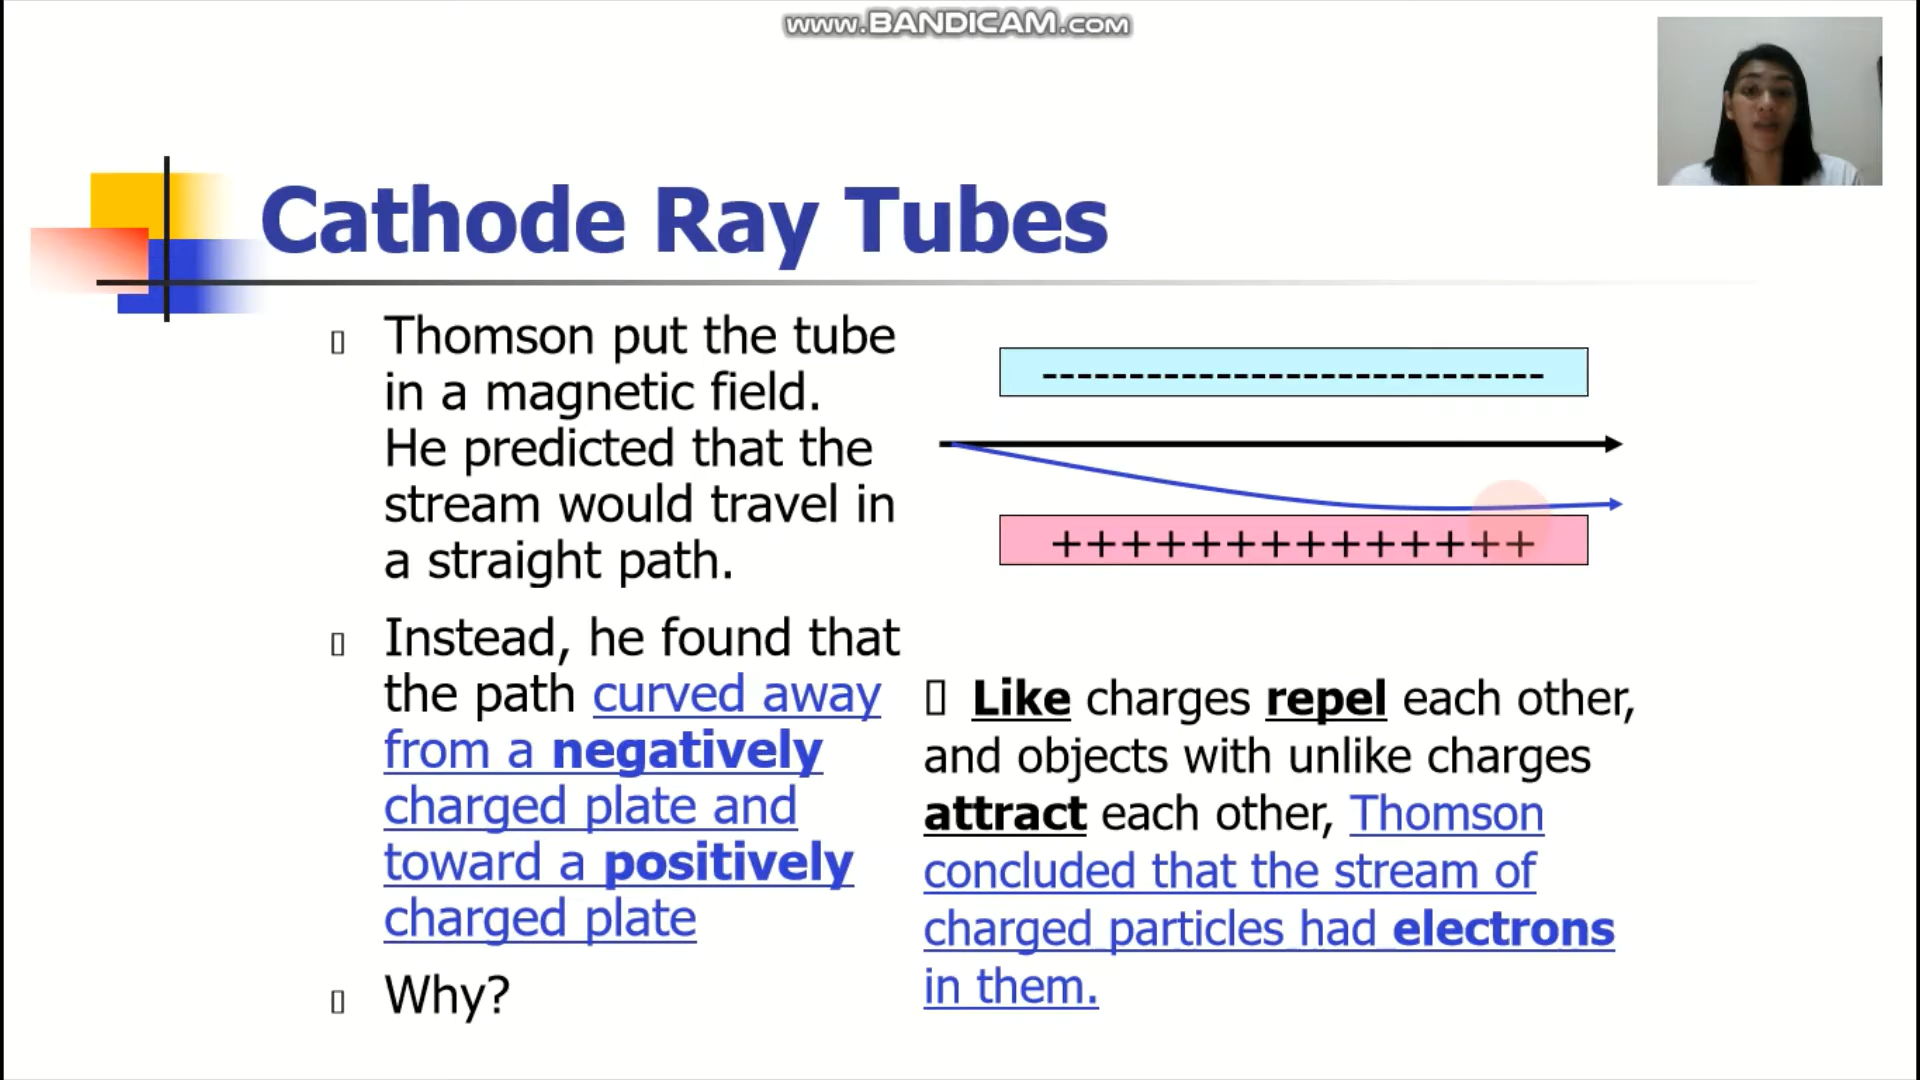 www.BANDICAM.com
Cathode Ray Tubes
Thomson put the tube
in a magnetic field.
He predicted that the
stream would travel in
a straight path.
Instead, he found that
the path curved away
from a negatively
charged plate and
toward a positively
charged plate
Why?
-----------------------------
++++++++++++++
Like charges repel each other,
and objects with unlike charges
attract each other, Thomson
concluded that the stream of
charged particles had electrons
in them.